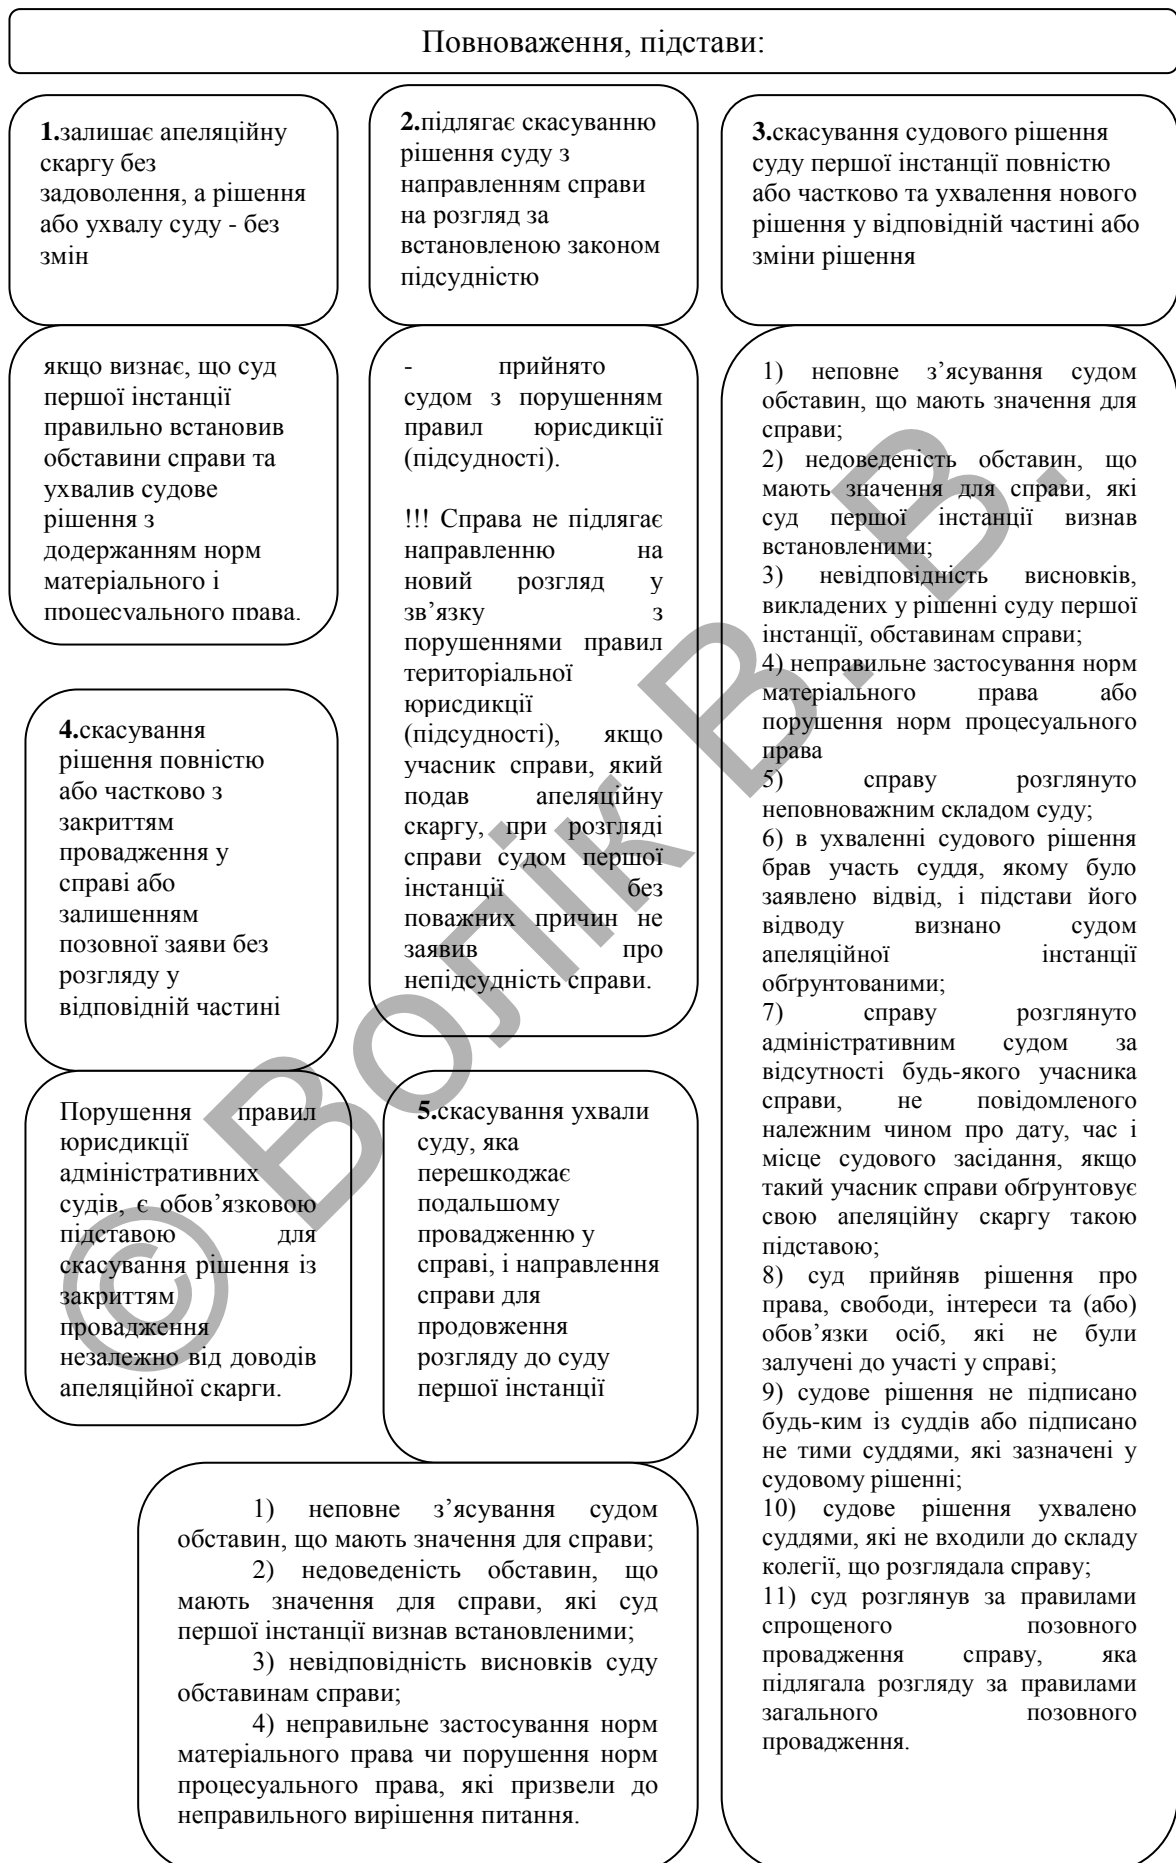 Повноваження, підстави:
1.залишає апеляційну
скаргу без
задоволення, а рішення
або ухвалу суду - без
змін
якщо визнає, що суд
першої інстанції
правильно встановив
обставини справи та
ухвалив судове
рішення з
додержанням норм
матеріального і
процесуального права.
2.підлягає скасуванню
рішення суду з
направленням справи
на розгляд за
встановленою законом
підсудністю
- прийнято
судом з порушенням
правил юрисдикції
(підсудності).
!!! Справа не підлягає
направленню на
новий розгляд у
зв’язку з
порушеннями правил
територіальної
юрисдикції
(підсудності), якщо
учасник справи, який
подав апеляційну
скаргу, при розгляді
справи судом першої
інстанції без
поважних причин не
заявив про
непідсудність справи.
3.скасування судового рішення
суду першої інстанції повністю
або частково та ухвалення нового
рішення у відповідній частині або
зміни рішення
1) неповне з’ясування судом
обставин, що мають значення для
справи;
2) недоведеність обставин, що
мають значення для справи, які
суд першої інстанції визнав
встановленими;
3) невідповідність висновків,
викладених у рішенні суду першої
інстанції, обставинам справи;
4) неправильне застосування норм
матеріального права або
порушення норм процесуального
права
5) справу розглянуто
неповноважним складом суду;
6) в ухваленні судового рішення
брав участь суддя, якому було
заявлено відвід, і підстави його
відводу визнано судом
апеляційної інстанції
обґрунтованими;
7) справу розглянуто
адміністративним судом за
відсутності будь-якого учасника
справи, не повідомленого
належним чином про дату, час і
місце судового засідання, якщо
такий учасник справи обґрунтовує
свою апеляційну скаргу такою
підставою;
8) суд прийняв рішення про
права, свободи, інтереси та (або)
обов’язки осіб, які не були
залучені до участі у справі;
9) судове рішення не підписано
будь-ким із суддів або підписано
не тими суддями, які зазначені у
судовому рішенні;
10) судове рішення ухвалено
суддями, які не входили до складу
колегії, що розглядала справу;
11) суд розглянув за правилами
спрощеного позовного
провадження справу, яка
підлягала розгляду за правилами
загального позовного
провадження.
4.скасування
рішення повністю
або частково з
закриттям
провадження у
справі або
залишенням
позовної заяви без
розгляду у
відповідній частині
Порушення правил
юрисдикції
адміністративних
судів, є обов’язковою
підставою для
скасування рішення із
закриттям
провадження
незалежно від доводів
апеляційної скарги.
5.скасування ухвали
суду, яка
перешкоджає
подальшому
провадженню у
справі, і направлення
справи для
продовження
розгляду до суду
першої інстанції
1) неповне з’ясування судом
обставин, що мають значення для справи;
2) недоведеність обставин, що
мають значення для справи, які суд
першої інстанції визнав встановленими;
3) невідповідність висновків суду
обставинам справи;
4) неправильне застосування норм
матеріального права чи порушення норм
процесуального права, які призвели до
неправильного вирішення питання.
© Волік В. В.